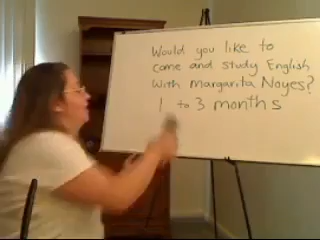 Would you like to
come and study English
with Margarita Noyes?
1 to 3 months